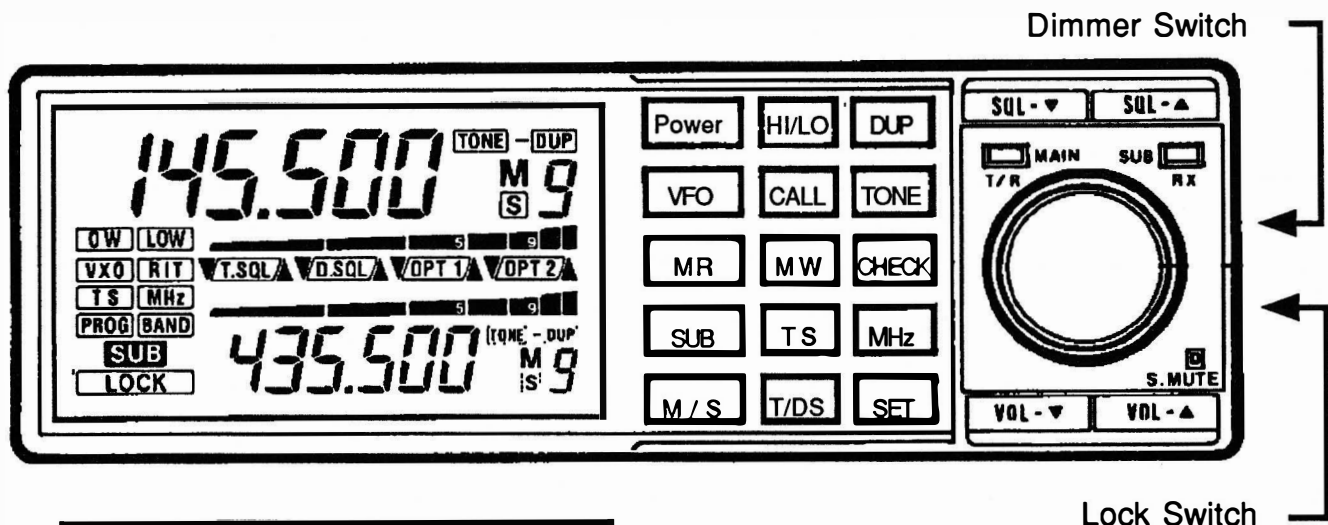 Dimmer Switch
145.500 TONE - DUP
M 9
S
OW LOW
5 9
VXO RIT T.SQL D.SQL OPT 1 OPT 2
TS MHz
5 9
PROG BAND
SUB
LOCK
435.500 TONE - DUP
M 9
S
Power HI/LO DUP
VFO CALL TONE
MR MW CHECK
SUB TS MHz
M / S T/DS SET
SQL - ▼ SQL - ▲
MAIN SUB
T/R RX
S.MUTE
VOL - ▼ VOL - ▲
Lock Switch